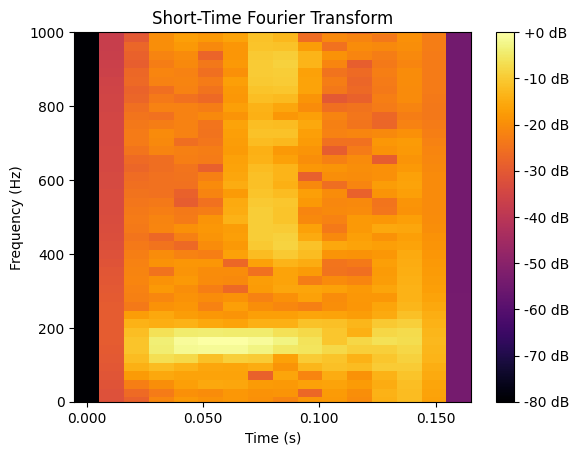 Short-Time Fourier Transform
1000
800
600
400
200
0
Frequency (Hz)
0.000
0.050
0.100
0.150
Time (s)
+0 dB
-10 dB
-20 dB
-30 dB
-40 dB
-50 dB
-60 dB
-70 dB
-80 dB